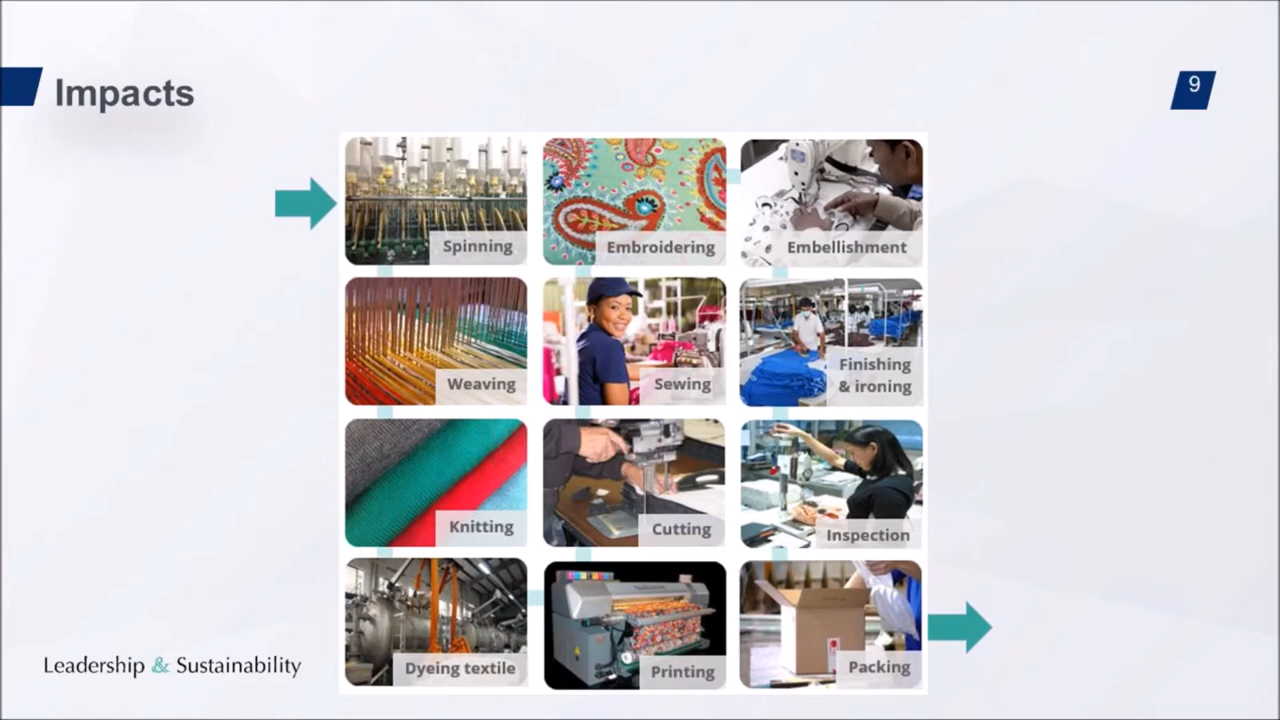 Impacts
9
Spinning
Embroidering
Embellishment
Weaving
Sewing
Finishing
& ironing
Knitting
Cutting
Inspection
Dyeing textile
Printing
Packing
Leadership & Sustainability